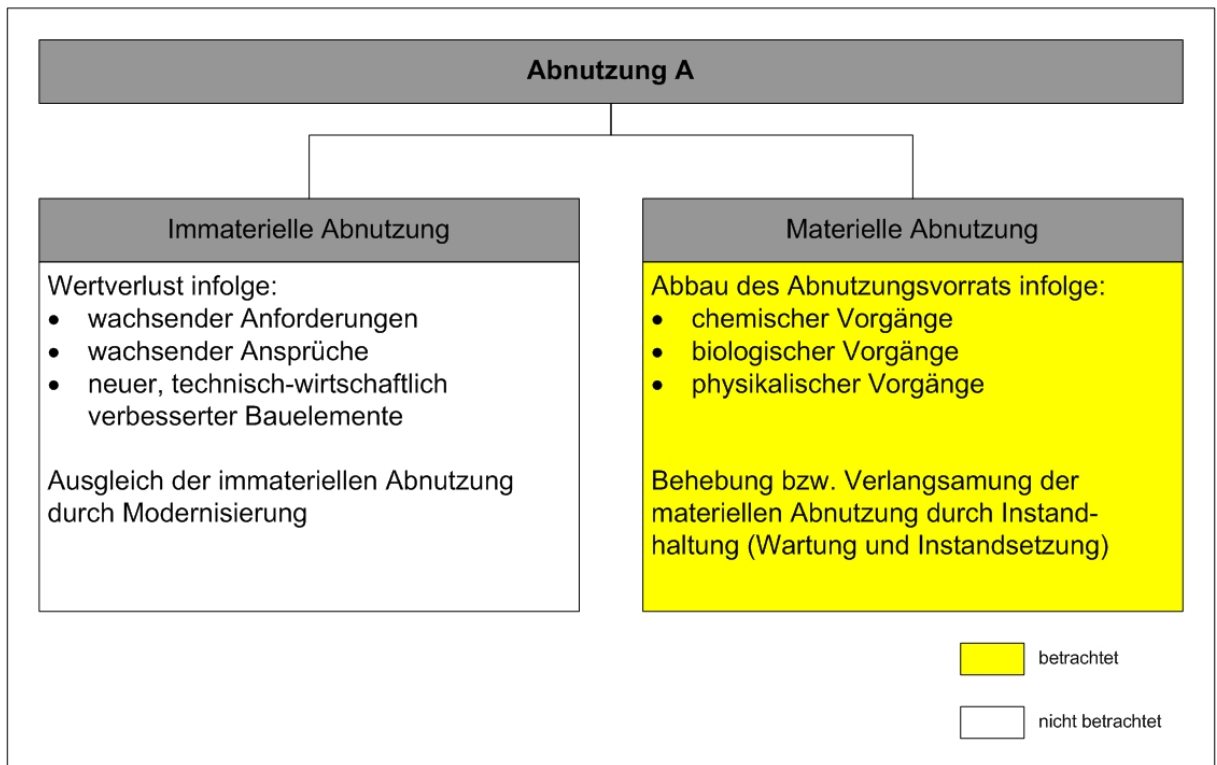 Abnutzung A
Immaterielle Abnutzung
Wertverlust infolge:
• wachsender Anforderungen
• wachsender Ansprüche
• neuer, technisch-wirtschaftlich
verbesserter Bauelemente
Ausgleich der immateriellen Abnutzung
durch Modernisierung
Materielle Abnutzung
Abbau des Abnutzungsvorrats infolge:
• chemischer Vorgänge
• biologischer Vorgänge
• physikalischer Vorgänge
Behebung bzw. Verlangsamung der
materiellen Abnutzung durch Instand-
haltung (Wartung und Instandsetzung)
betrachtet
nicht betrachtet